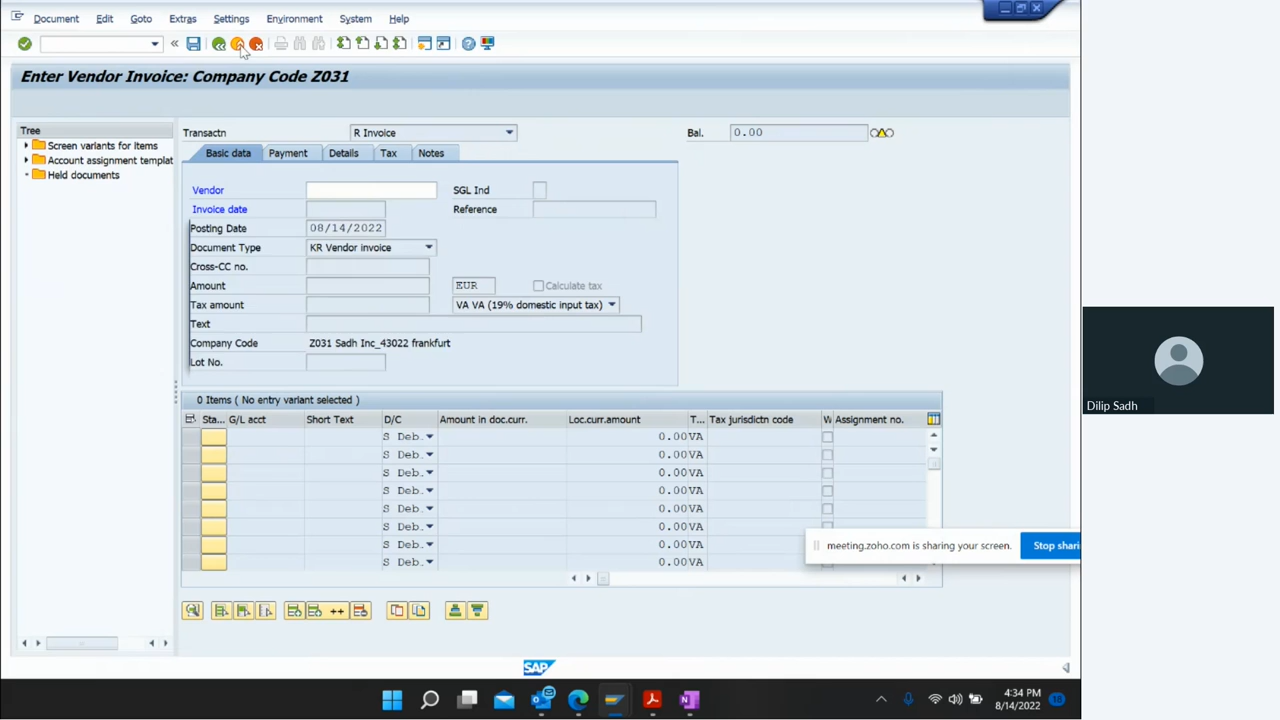 Document Edit Goto Extras Settings Environment System Help
Enter Vendor Invoice: Company Code Z031
Tree
Screen variants for items
Account assignment templat
Held documents
Transactn R Invoice Bal. 0.00
Basic data Payment Details Tax Notes
Vendor SGL Ind
Invoice date Reference
Posting Date 08/14/2022
Document Type KR Vendor invoice
Cross-CC no.
Amount EUR Calculate tax
Tax amount VA VA (19% domestic input tax)
Text
Company Code Z031 Sadh Inc_43022 frankfurt
Lot No.
0 Items ( No entry variant selected )
Sta... G/L acct Short Text D/C Amount in doc.curr. Loc.curr.amount T... Tax jurisdictn code W Assignment no.
S Deb. 0.00 VA
S Deb. 0.00 VA
S Deb. 0.00 VA
S Deb. 0.00 VA
S Deb. 0.00 VA
S Deb. 0.00 VA
S Deb. 0.00 VA
S Deb. 0.00 VA
meeting.zoho.com is sharing your screen. Stop shari
Dilip Sadh
SAP
4:34 PM
8/14/2022